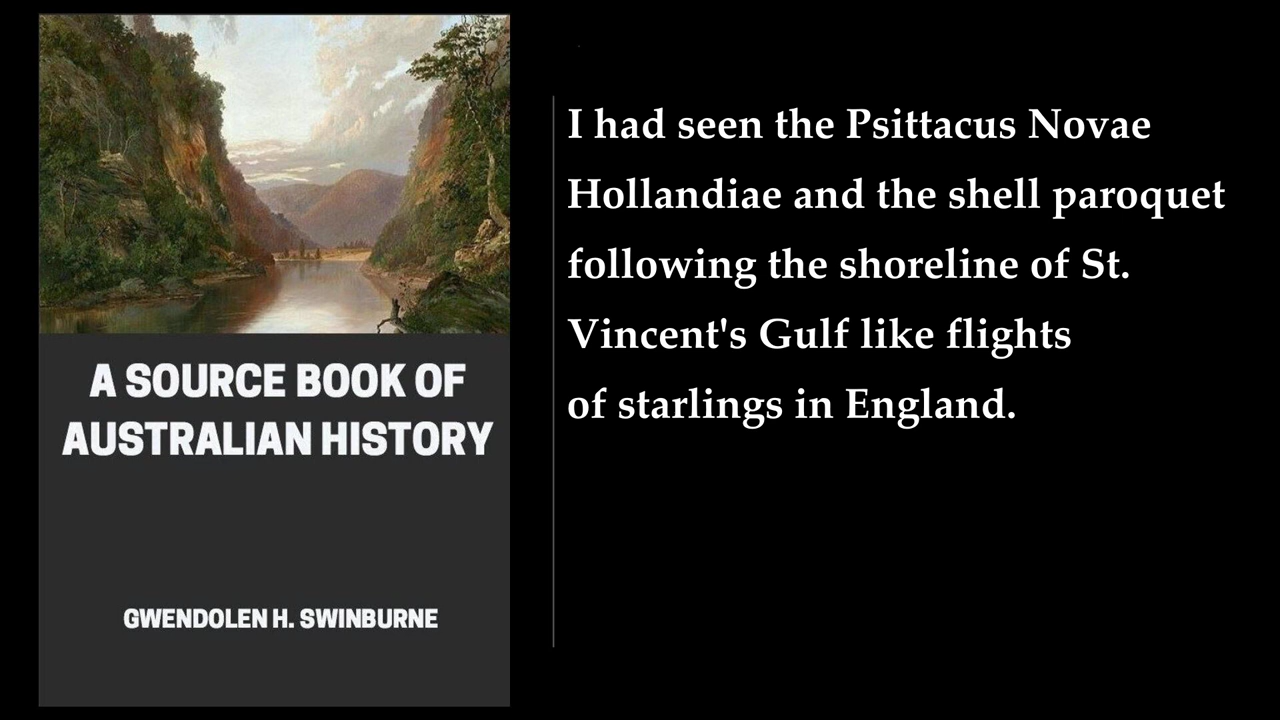 A SOURCE BOOK OF
AUSTRALIAN HISTORY
GWENDOLEN H. SWINBURNE
I had seen the Psittacus Novae
Hollandiae and the shell paroquet
following the shoreline of St.
Vincent's Gulf like flights
of starlings in England.